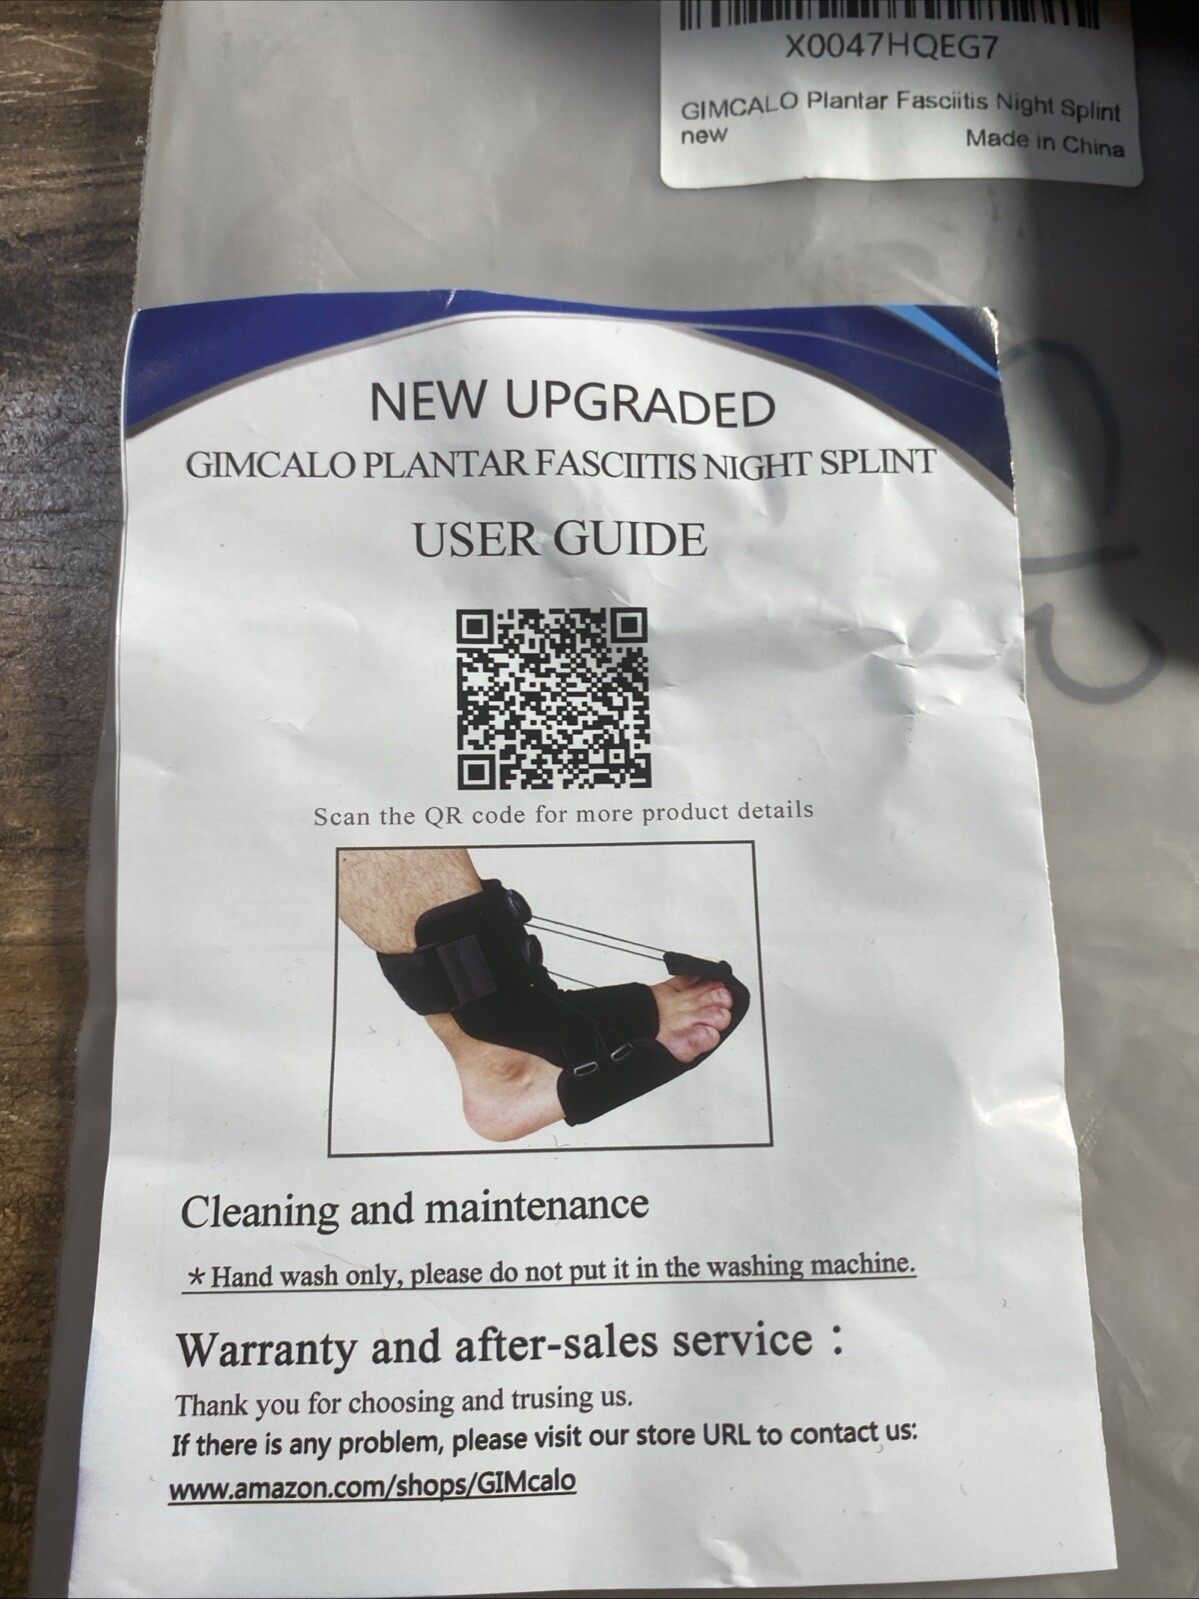 X0047HQEG7
GIMCALO Plantar Fasciitis Night Splint
new Made in China
NEW UPGRADED
GIMCALO PLANTAR FASCIITIS NIGHT SPLINT
USER GUIDE
Scan the QR code for more product details
Cleaning and maintenance
* Hand wash only, please do not put it in the washing machine.
Warranty and after-sales service：
Thank you for choosing and trusing us.
If there is any problem, please visit our store URL to contact us:
www.amazon.com/shops/GIMcalo